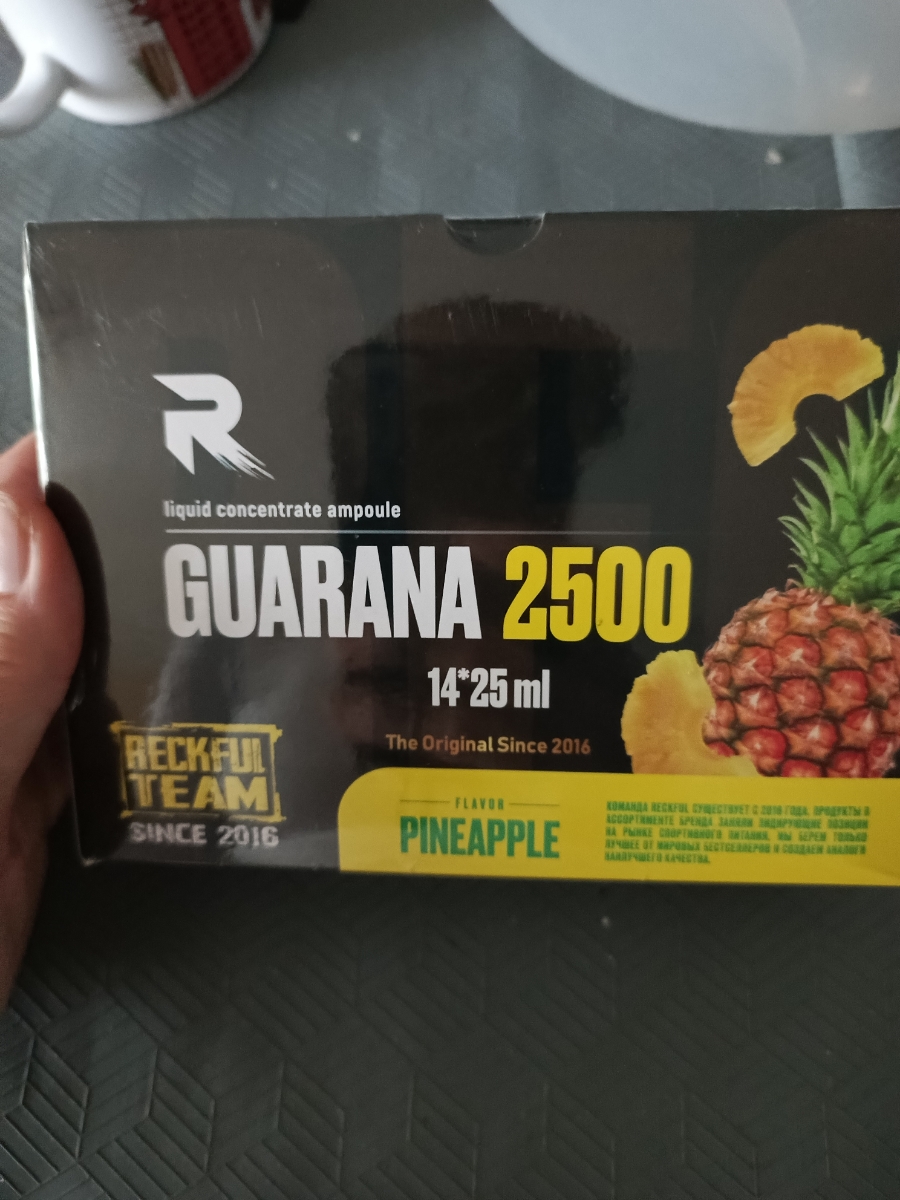 R
liquid concentrate ampoule
GUARANA 2500
14*25 ml
The Original Since 2016
RECKFUL
TEAM
SINCE 2016
FLAVOR
PINEAPPLE
КОМАНДА RECKFUL СУЩЕСТВУЕТ С 2016 ГОДА. ПРОДУКТЫ В
АССОРТИМЕНТЕ БРЕНДА ЗАНЯЛИ ЛИДИРУЮЩИЕ ПОЗИЦИИ
НА РЫНКЕ СПОРТИВНОГО ПИТАНИЯ. МЫ БЕРЕМ ТОЛЬКО
ЛУЧШЕЕ ОТ МИРОВЫХ БЕСТСЕЛЛЕРОВ И СОЗДАЕМ АНАЛОГИ
НАИЛУЧШЕГО КАЧЕСТВА.